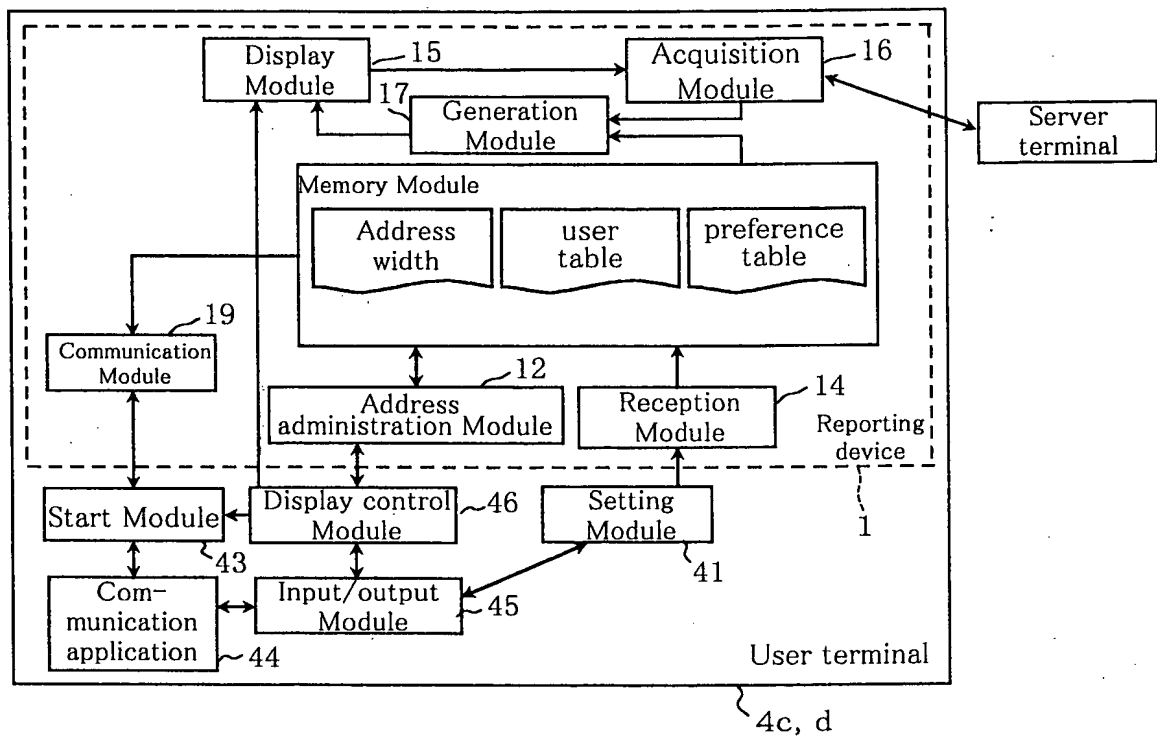 Display
Module
15
Acquisition
Module
16
17
Generation
Module
Server
terminal
Memory Module
Address
width
user
table
preference
table
19
Communication
Module
12
Address
administration Module
14
Reception
Module
Reporting
device
1
Start Module
43
Display control
Module
46
Setting
Module
41
Com-
munication
application
44
Input/output
Module
45
User terminal
4c, d